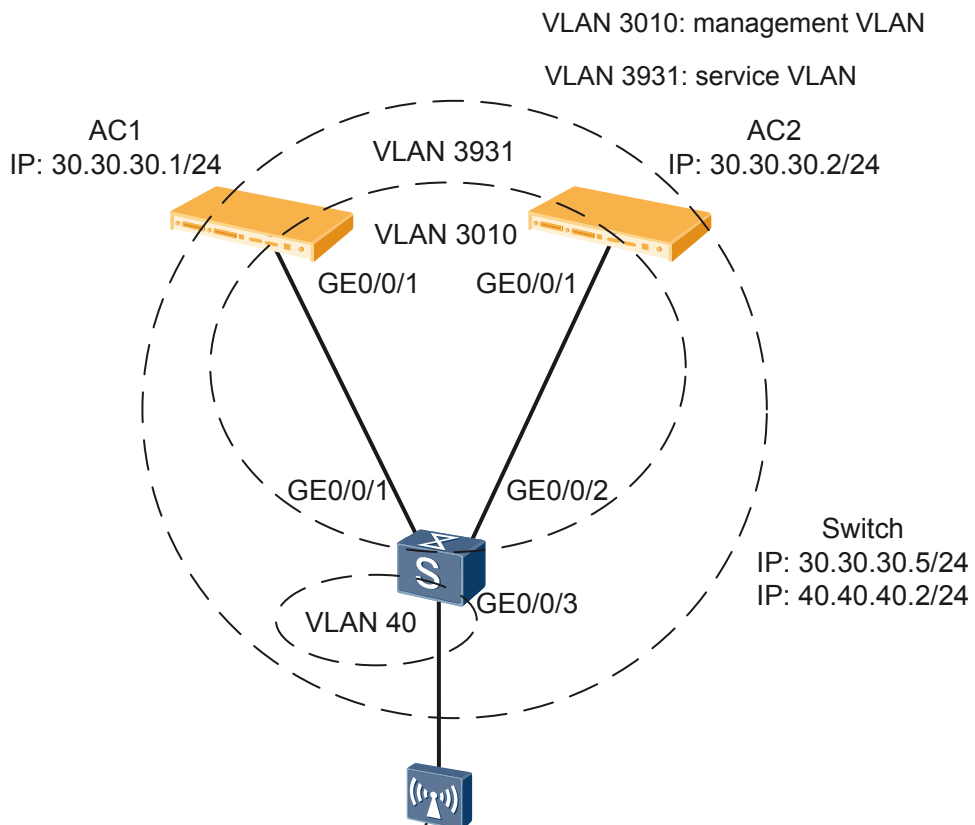 VLAN 3010: management VLAN
VLAN 3931: service VLAN
AC1
IP: 30.30.30.1/24
AC2
IP: 30.30.30.2/24
VLAN 3931
VLAN 3010
GE0/0/1
GE0/0/1
GE0/0/1
GE0/0/2
Switch
IP: 30.30.30.5/24
IP: 40.40.40.2/24
S
GE0/0/3
VLAN 40